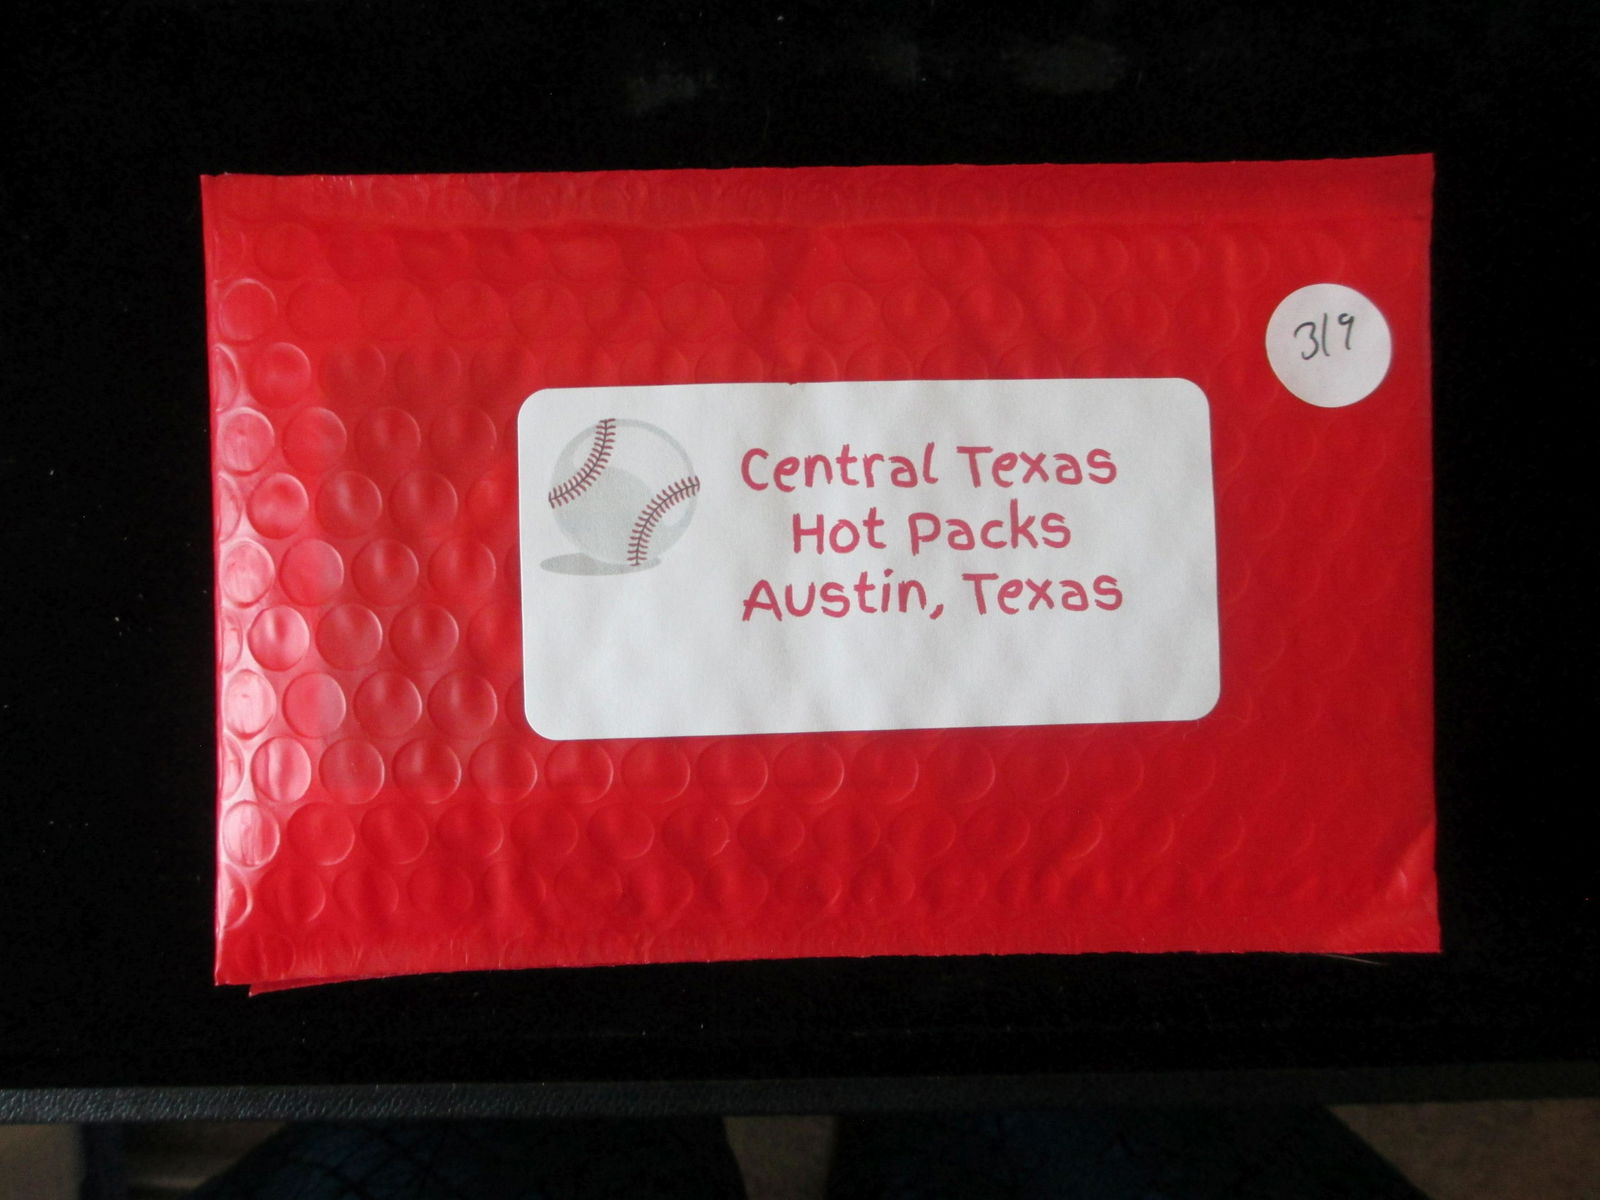 319
Central Texas
Hot Packs
Austin, Texas